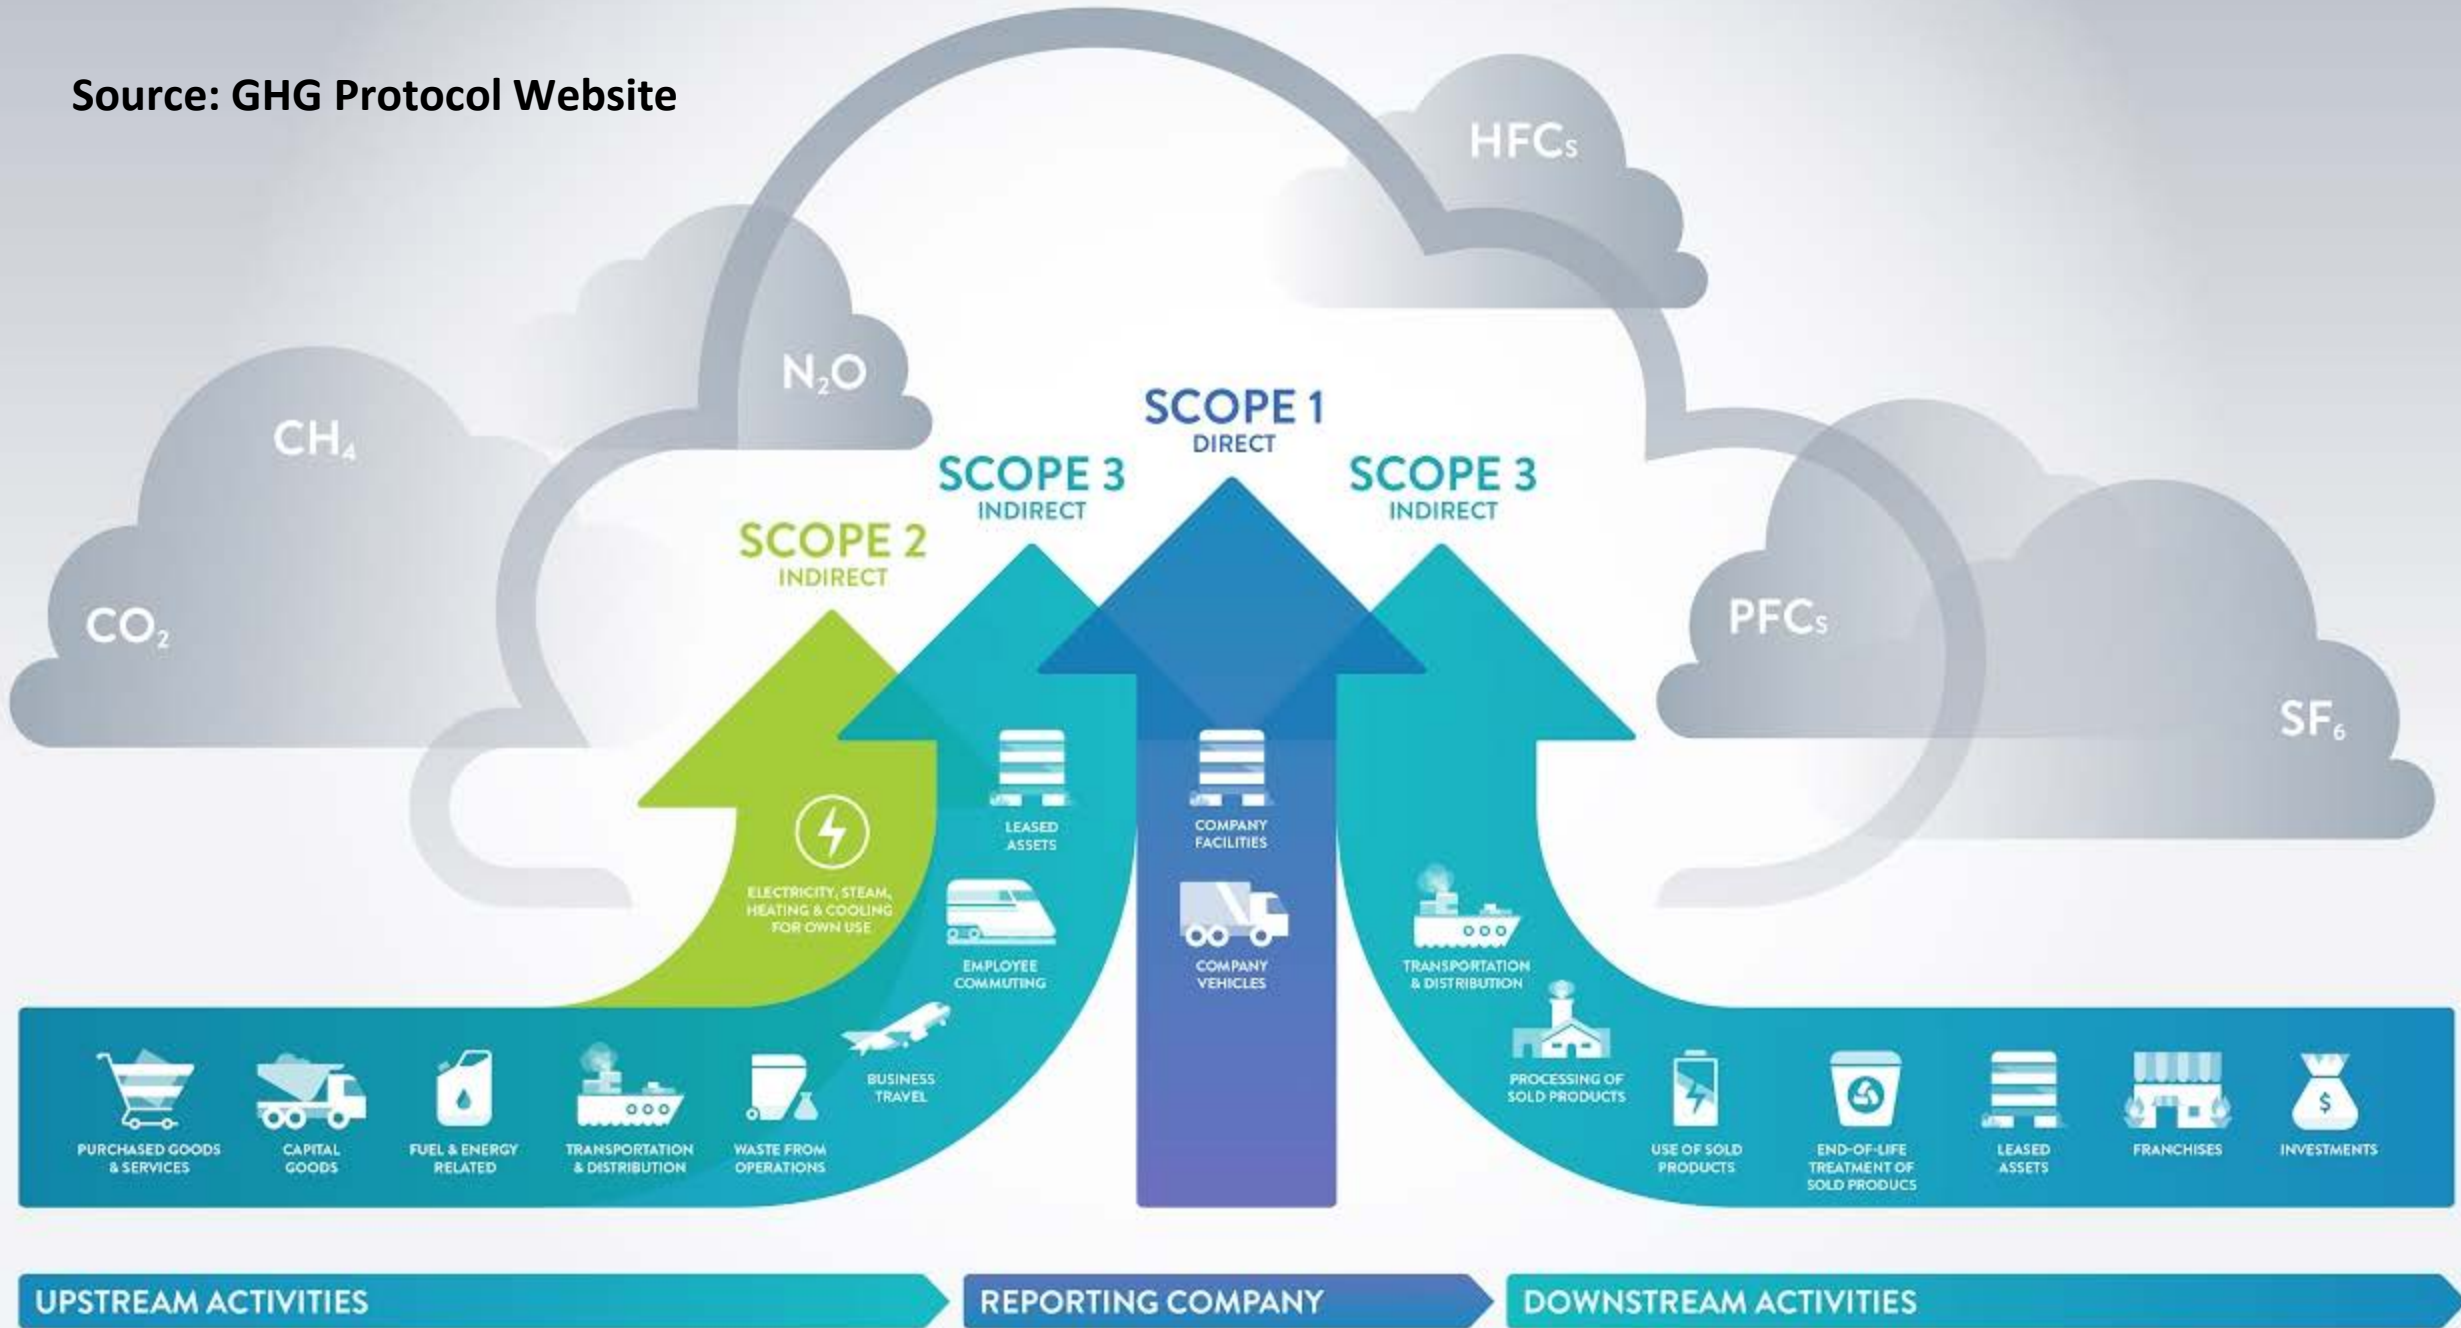 Source: GHG Protocol Website
HFCs
N₂O
CH₄
CO₂
PFCs
SF₆
SCOPE 1
DIRECT
SCOPE 3
INDIRECT
SCOPE 3
INDIRECT
SCOPE 2
INDIRECT
ELECTRICITY, STEAM,
HEATING & COOLING
FOR OWN USE
LEASED
ASSETS
EMPLOYEE
COMMUTING
BUSINESS
TRAVEL
COMPANY
FACILITIES
COMPANY
VEHICLES
TRANSPORTATION
& DISTRIBUTION
PROCESSING OF
SOLD PRODUCTS
PURCHASED GOODS
& SERVICES
CAPITAL
GOODS
FUEL & ENERGY
RELATED
TRANSPORTATION
& DISTRIBUTION
WASTE FROM
OPERATIONS
USE OF SOLD
PRODUCTS
END-OF-LIFE
TREATMENT OF
SOLD PRODUCS
LEASED
ASSETS
FRANCHISES
$
INVESTMENTS
UPSTREAM ACTIVITIES
REPORTING COMPANY
DOWNSTREAM ACTIVITIES